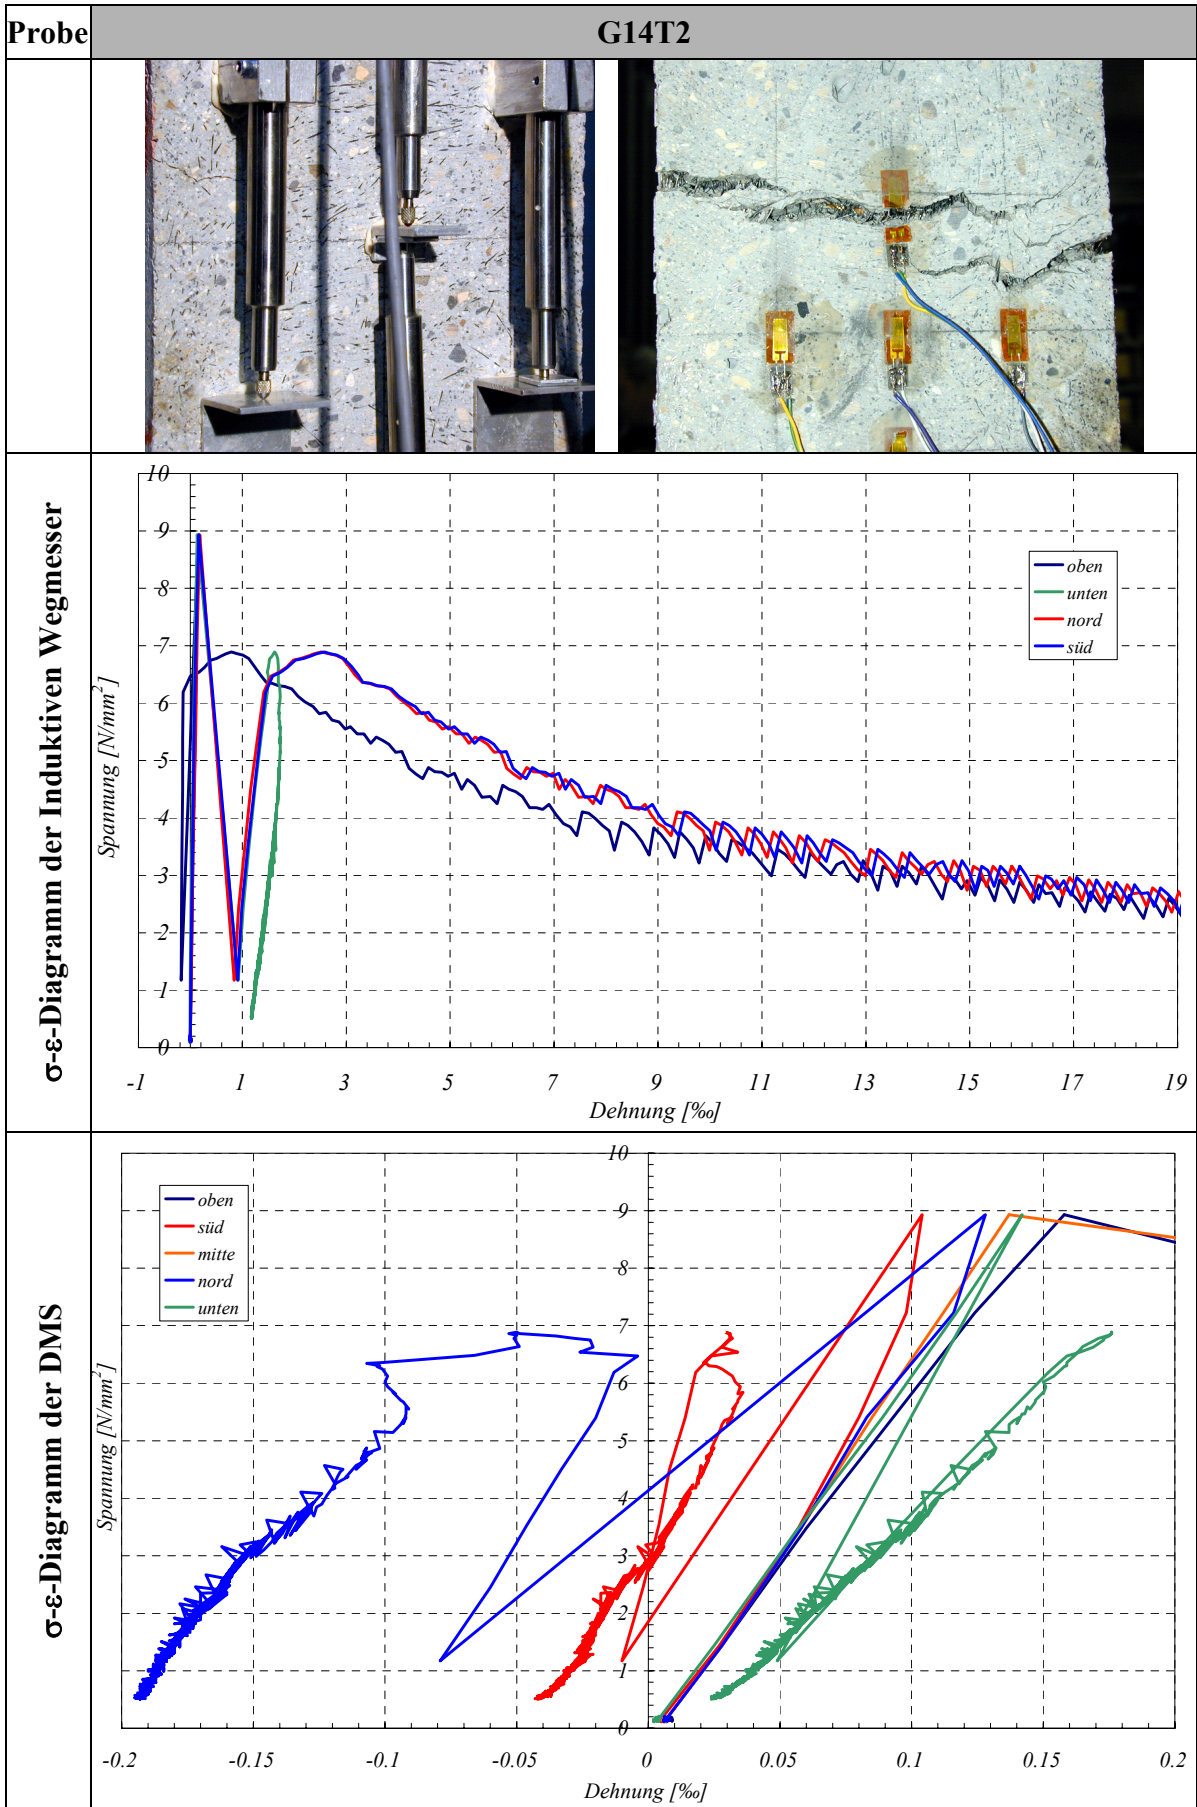 Probe
G14T2
σ-ε-Diagramm der Induktiven Wegmesser
Spannung [N/mm²]
10
9
8
7
6
5
4
3
2
1
0
-1
1
3
5
7
9
11
13
15
17
19
Dehnung [‰]
oben
unten
nord
süd
σ-ε-Diagramm der DMS
Spannung [N/mm²]
10
9
8
7
6
5
4
3
2
1
0
-0.2
-0.15
-0.1
-0.05
0
0.05
0.1
0.15
0.2
Dehnung [‰]
oben
süd
mitte
nord
unten